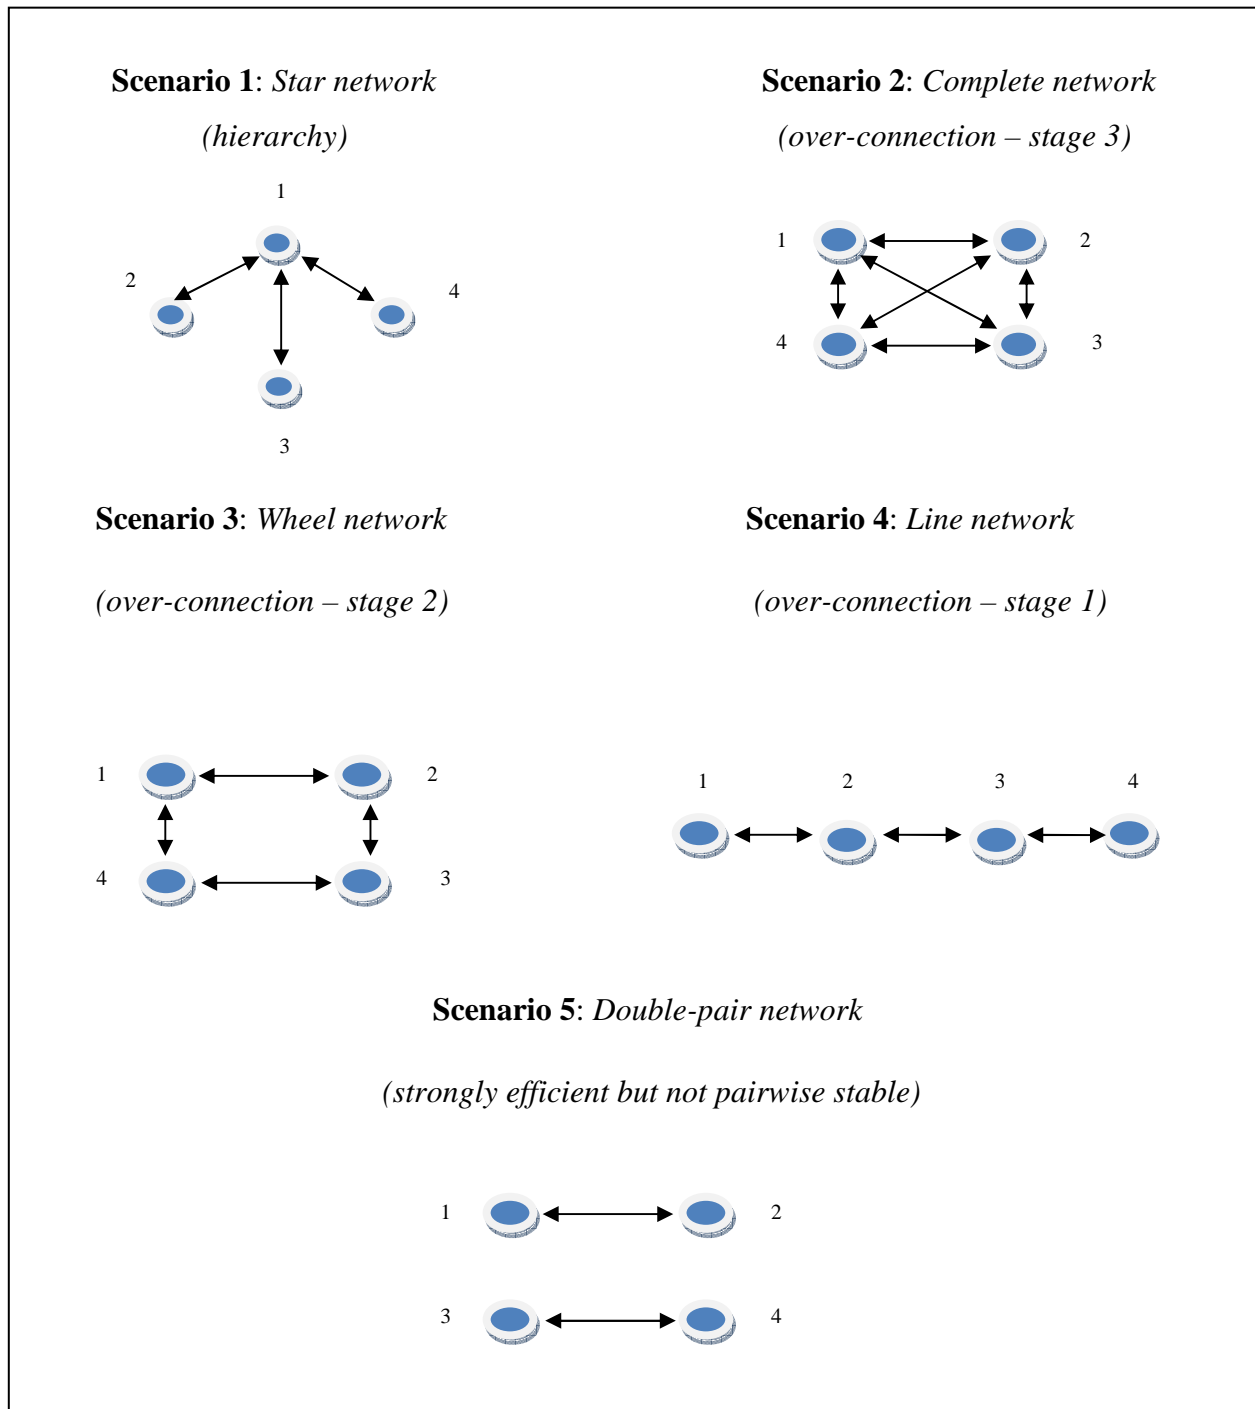 Scenario 1: Star network
(hierarchy)
1
2
4
3
Scenario 2: Complete network
(over-connection – stage 3)
1
2
4
3
Scenario 3: Wheel network
(over-connection – stage 2)
1
2
4
3
Scenario 4: Line network
(over-connection – stage 1)
1
2
3
4
Scenario 5: Double-pair network
(strongly efficient but not pairwise stable)
1
2
3
4